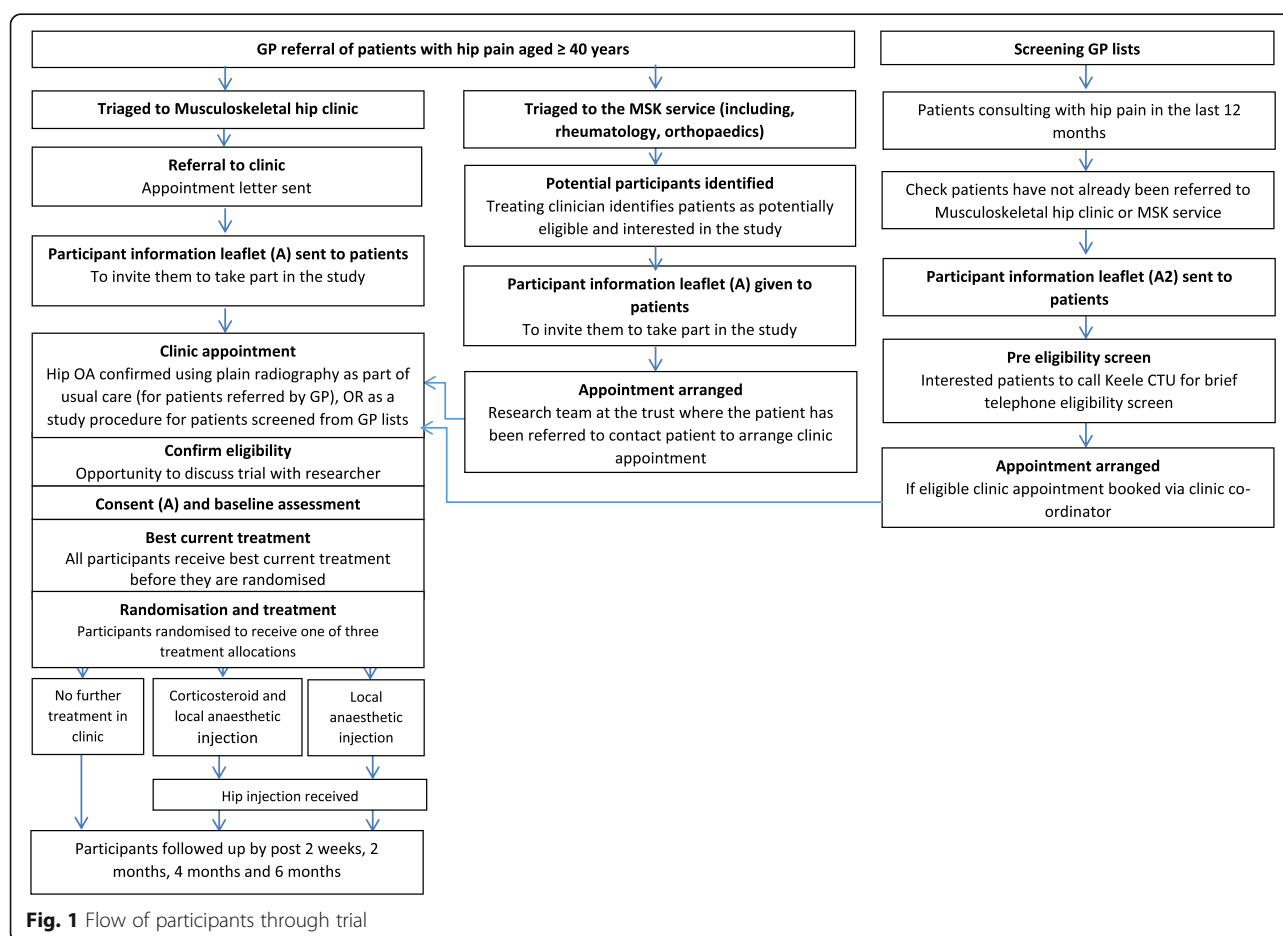 GP referral of patients with hip pain aged ≥ 40 years
Triaged to Musculoskeletal hip clinic
Referral to clinic
Appointment letter sent
Participant information leaflet (A) sent to patients
To invite them to take part in the study
Clinic appointment
Hip OA confirmed using plain radiography as part of
usual care (for patients referred by GP), OR as a
study procedure for patients screened from GP lists
Confirm eligibility
Opportunity to discuss trial with researcher
Consent (A) and baseline assessment
Best current treatment
All participants receive best current treatment
before they are randomised
Randomisation and treatment
Participants randomised to receive one of three
treatment allocations
No further
treatment in
clinic
Corticosteroid and
local anaesthetic
injection
Local
anaesthetic
injection
Hip injection received
Participants followed up by post 2 weeks, 2
months, 4 months and 6 months
Triaged to the MSK service (including,
rheumatology, orthopaedics)
Potential participants identified
Treating clinician identifies patients as potentially
eligible and interested in the study
Participant information leaflet (A) given to
patients
To invite them to take part in the study
Appointment arranged
Research team at the trust where the patient has
been referred to contact patient to arrange clinic
appointment
Screening GP lists
Patients consulting with hip pain in the last 12
months
Check patients have not already been referred to
Musculoskeletal hip clinic or MSK service
Participant information leaflet (A2) sent to
patients
Pre eligibility screen
Interested patients to call Keele CTU for brief
telephone eligibility screen
Appointment arranged
If eligible clinic appointment booked via clinic co-
ordinator
Fig. 1 Flow of participants through trial